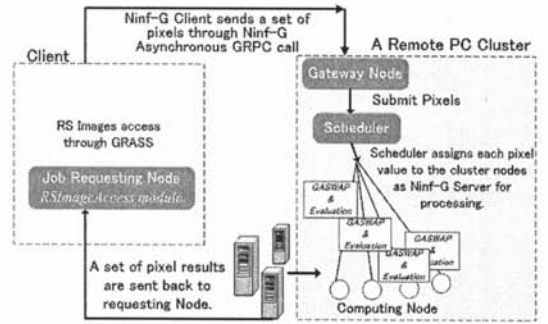 Ninf-G Client sends a set of
pixels through Ninf-G
Asynchronous GRPC call
Client
A Remote PC Cluster
Gateway Node
Submit Pixels
RS Images access
through GRASS
Scheduler
Scheduler assigns each pixel
value to the cluster nodes
as Ninf-G Server for
processing.
Job Requesting Node
RSImageAccess module.
GASWAP
&
Evaluation
GASWAP
&
Evaluation
GASWAP
&
Evaluation
GASWAP
&
A set of pixel results
are sent back to
requesting Node.
Computing Node